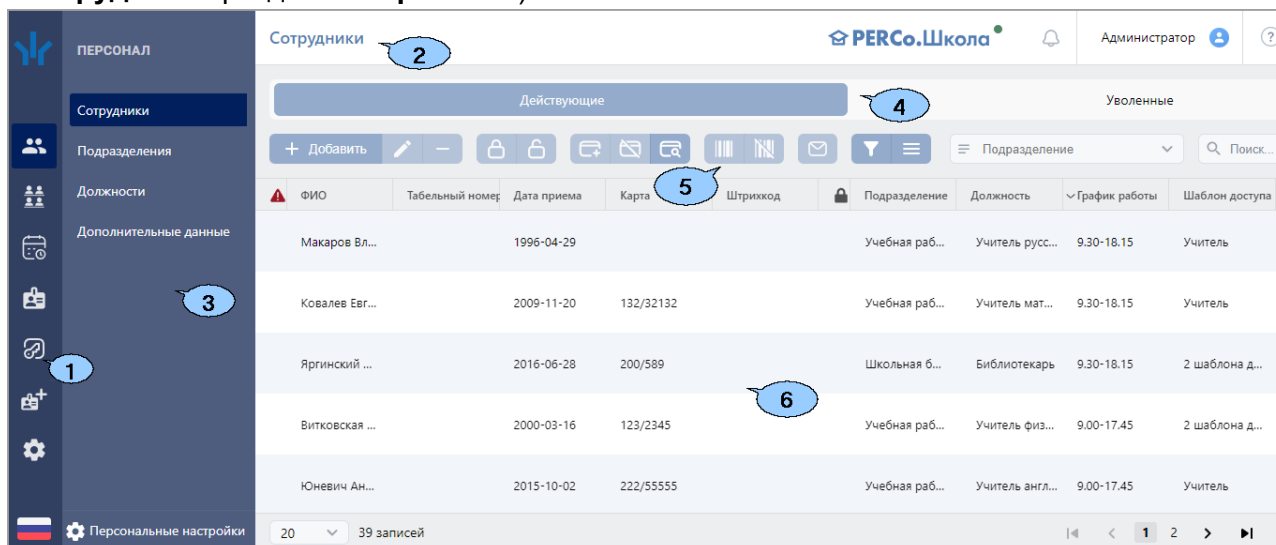 ПЕРСОНАЛ
Сотрудники
Подразделения
Должности
Дополнительные данные
Персональные настройки
1
3
Сотрудники
2
PERCo.Школа
Администратор
?
Действующие
4
Уволенные
+ Добавить
Подразделение
Поиск...
5
ФИО Табельный номер Дата приема Карта Штрихкод Подразделение Должность График работы Шаблон доступа
Макаров Вл... 1996-04-29 Учебная раб... Учитель русс... 9.30-18.15 Учитель
Ковалев Евг... 2009-11-20 132/32132 Учебная раб... Учитель мат... 9.30-18.15 Учитель
Яргинский ... 2016-06-28 200/589 Школьная б... Библиотекарь 9.30-18.15 2 шаблона д...
6
Витковская ... 2000-03-16 123/2345 Учебная раб... Учитель физ... 9.00-17.45 2 шаблона д...
Юневич Ан... 2015-10-02 222/55555 Учебная раб... Учитель англ... 9.00-17.45 Учитель
20 39 записей 1 2